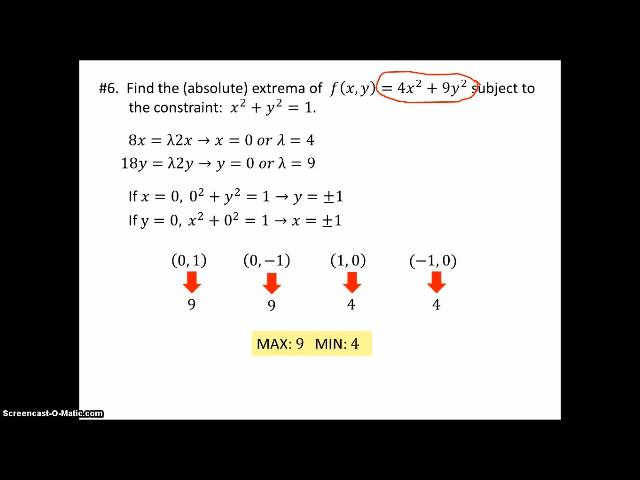 #6. Find the (absolute) extrema of f(x, y) = 4x² + 9y² subject to
the constraint: x² + y² = 1.
8x = λ2x → x = 0 or λ = 4
18y = λ2y → y = 0 or λ = 9
If x = 0, 0² + y² = 1 → y = ±1
If y = 0, x² + 0² = 1 → x = ±1
(0, 1) (0, −1) (1, 0) (−1, 0)
9 9 4 4
MAX: 9 MIN: 4
Screencast-O-Matic.com